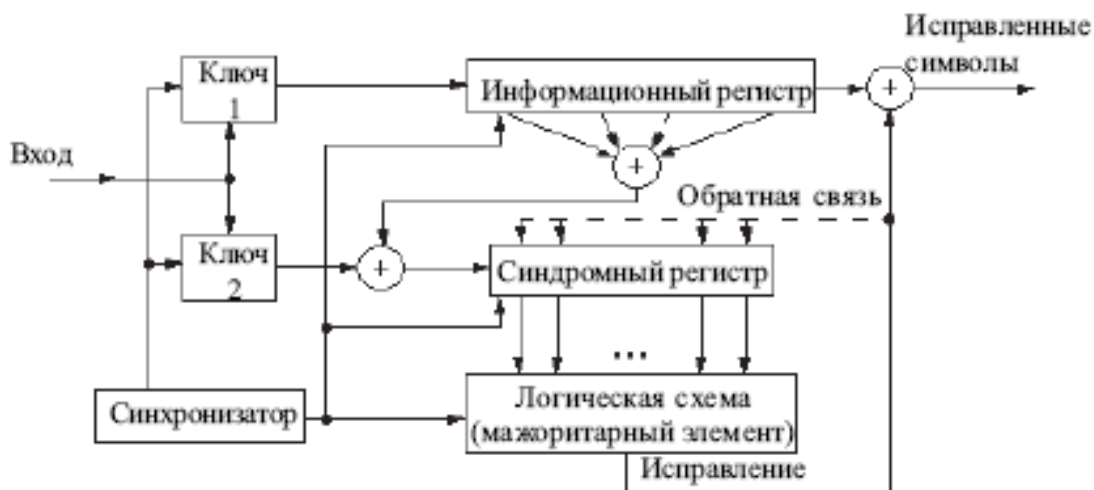 Исправленные
символы
Ключ
1
Информационный регистр
+
Вход
+
Обратная связь
Ключ
2
+
Синдромный регистр
...
Синхронизатор
Логическая схема
(мажоритарный элемент)
Исправление